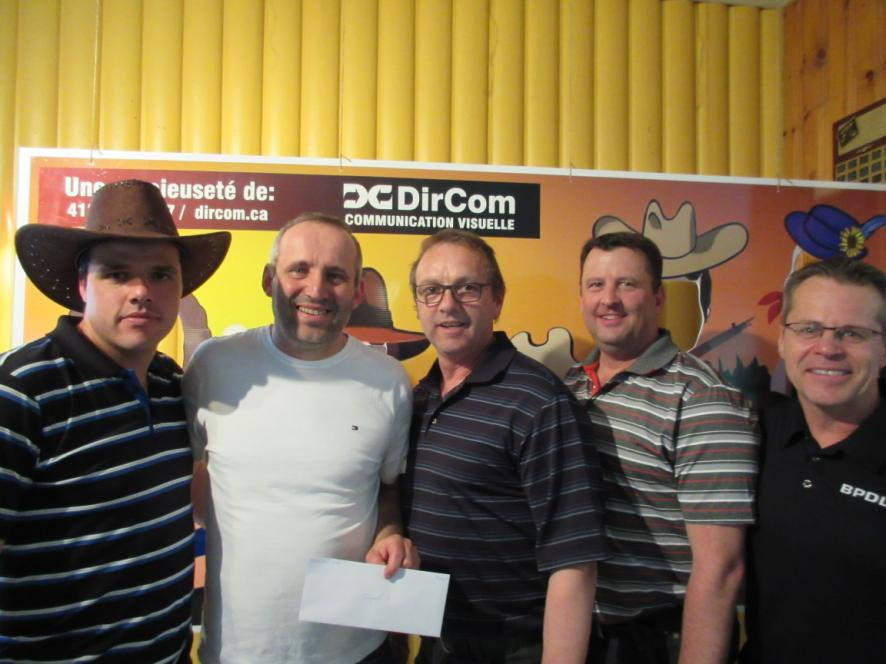 Une de:
/ dircom.ca
DirCom
COMMUNICATION VISUELLE
BPDL